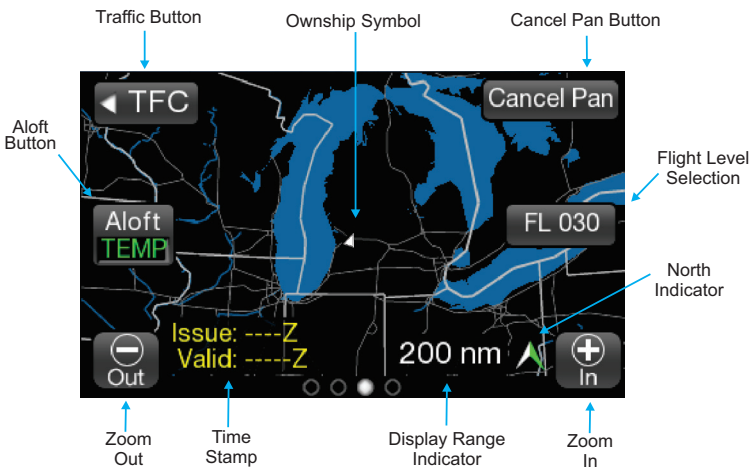 Traffic Button
Ownship Symbol
Cancel Pan Button
TFC
Cancel Pan
Aloft
Button
Flight Level
Selection
Aloft
TEMP
FL 030
North
Indicator
Issue: ----Z
Valid: -----Z
200 nm
Out
In
Zoom
Out
Time
Stamp
Display Range
Indicator
Zoom
In